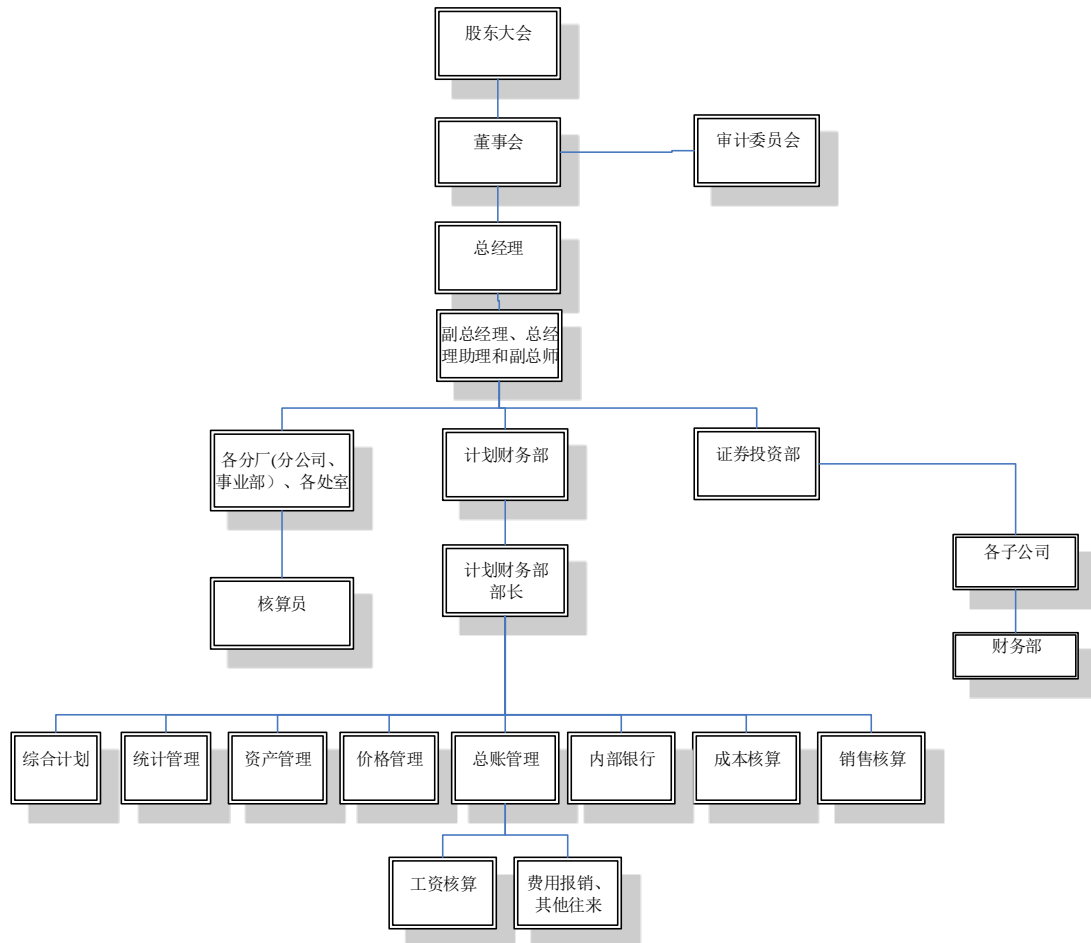 股东大会
董事会
审计委员会
总经理
副总经理、总经
理助理和副总师
各分厂(分公司、
事业部）、各处室
计划财务部
证券投资部
各子公司
计划财务部
部长
核算员
财务部
综合计划
统计管理
资产管理
价格管理
总账管理
内部银行
成本核算
销售核算
工资核算
费用报销、
其他往来